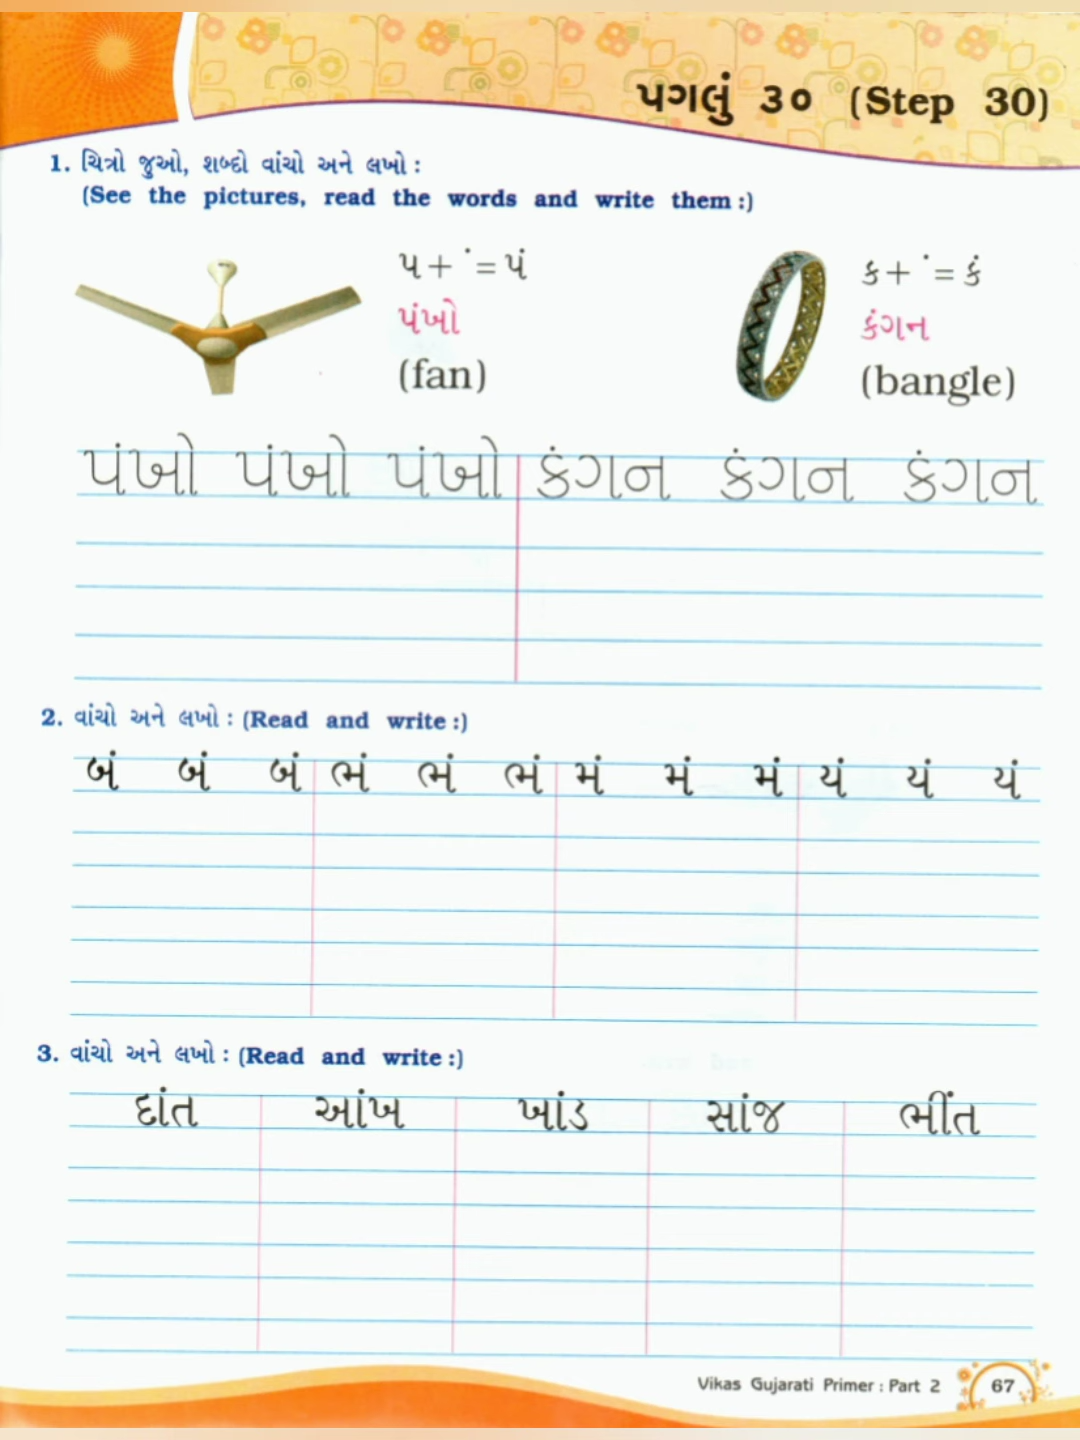 પગલું ૩૦ (Step 30)
1. ચિત્રો જુઓ, શબ્દો વાંચો અને લખો :
(See the pictures, read the words and write them :)
પ + ં = પં
પંખો
(fan)
ક + ં = કં
કંગન
(bangle)
પંખો પંખો પંખો કંગન કંગન કંગન
2. વાંચો અને લખો : (Read and write :)
બં બં બં ભં ભં ભં મં મં મં યં યં યં
3. વાંચો અને લખો : (Read and write :)
દાંત આંખ ખાંડ સાંજ ભીંત
Vikas Gujarati Primer : Part 2 67